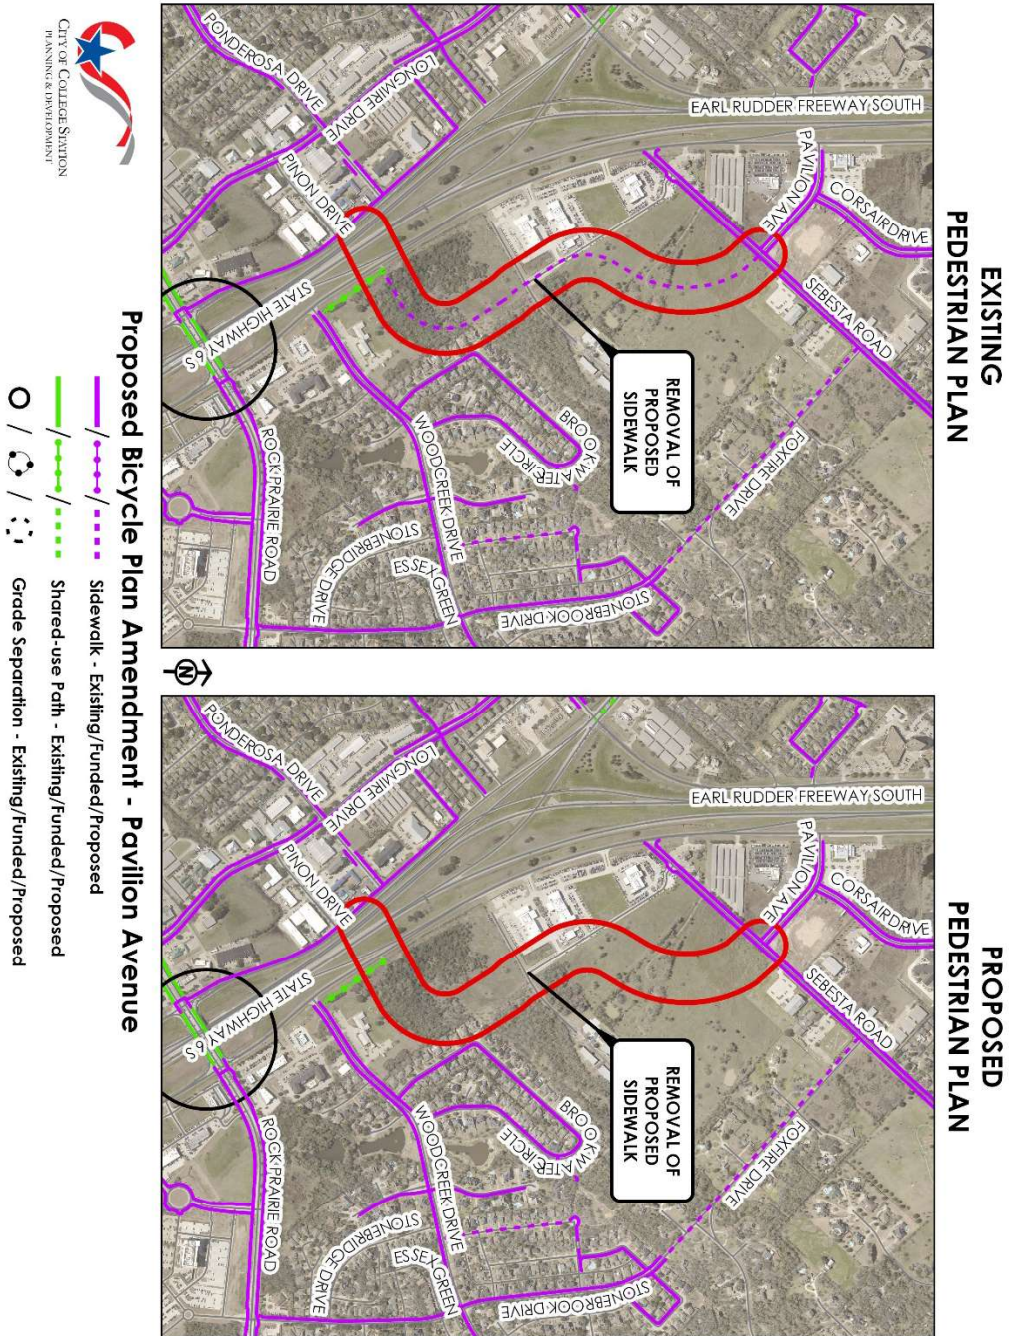 EXISTING
PEDESTRIAN PLAN
EARL RUDDER FREEWAY SOUTH
PAVILION AVE
CORSAIR DRIVE
SEBESTA ROAD
PONDEROSA DRIVE
LONGMIRE DRIVE
PINON DRIVE
STATE HIGHWAY 6 S
REMOVAL OF
PROPOSED
SIDEWALK
FOXFIRE DRIVE
BROOKWATER CIRCLE
WOODCREEK DRIVE
ROCK PRAIRIE ROAD
STONEBRIDGE DRIVE
ESSEX GREEN
STONEBROOK DRIVE
PROPOSED
PEDESTRIAN PLAN
EARL RUDDER FREEWAY SOUTH
PAVILION AVE
CORSAIR DRIVE
SEBESTA ROAD
PONDEROSA DRIVE
LONGMIRE DRIVE
PINON DRIVE
STATE HIGHWAY 6 S
REMOVAL OF
PROPOSED
SIDEWALK
FOXFIRE DRIVE
BROOKWATER CIRCLE
WOODCREEK DRIVE
ROCK PRAIRIE ROAD
STONEBRIDGE DRIVE
ESSEX GREEN
STONEBROOK DRIVE
N
CITY OF COLLEGE STATION
PLANNING & DEVELOPMENT
Proposed Bicycle Plan Amendment - Pavilion Avenue
Sidewalk - Existing/Funded/Proposed
Shared-use Path - Existing/Funded/Proposed
Grade Separation - Existing/Funded/Proposed